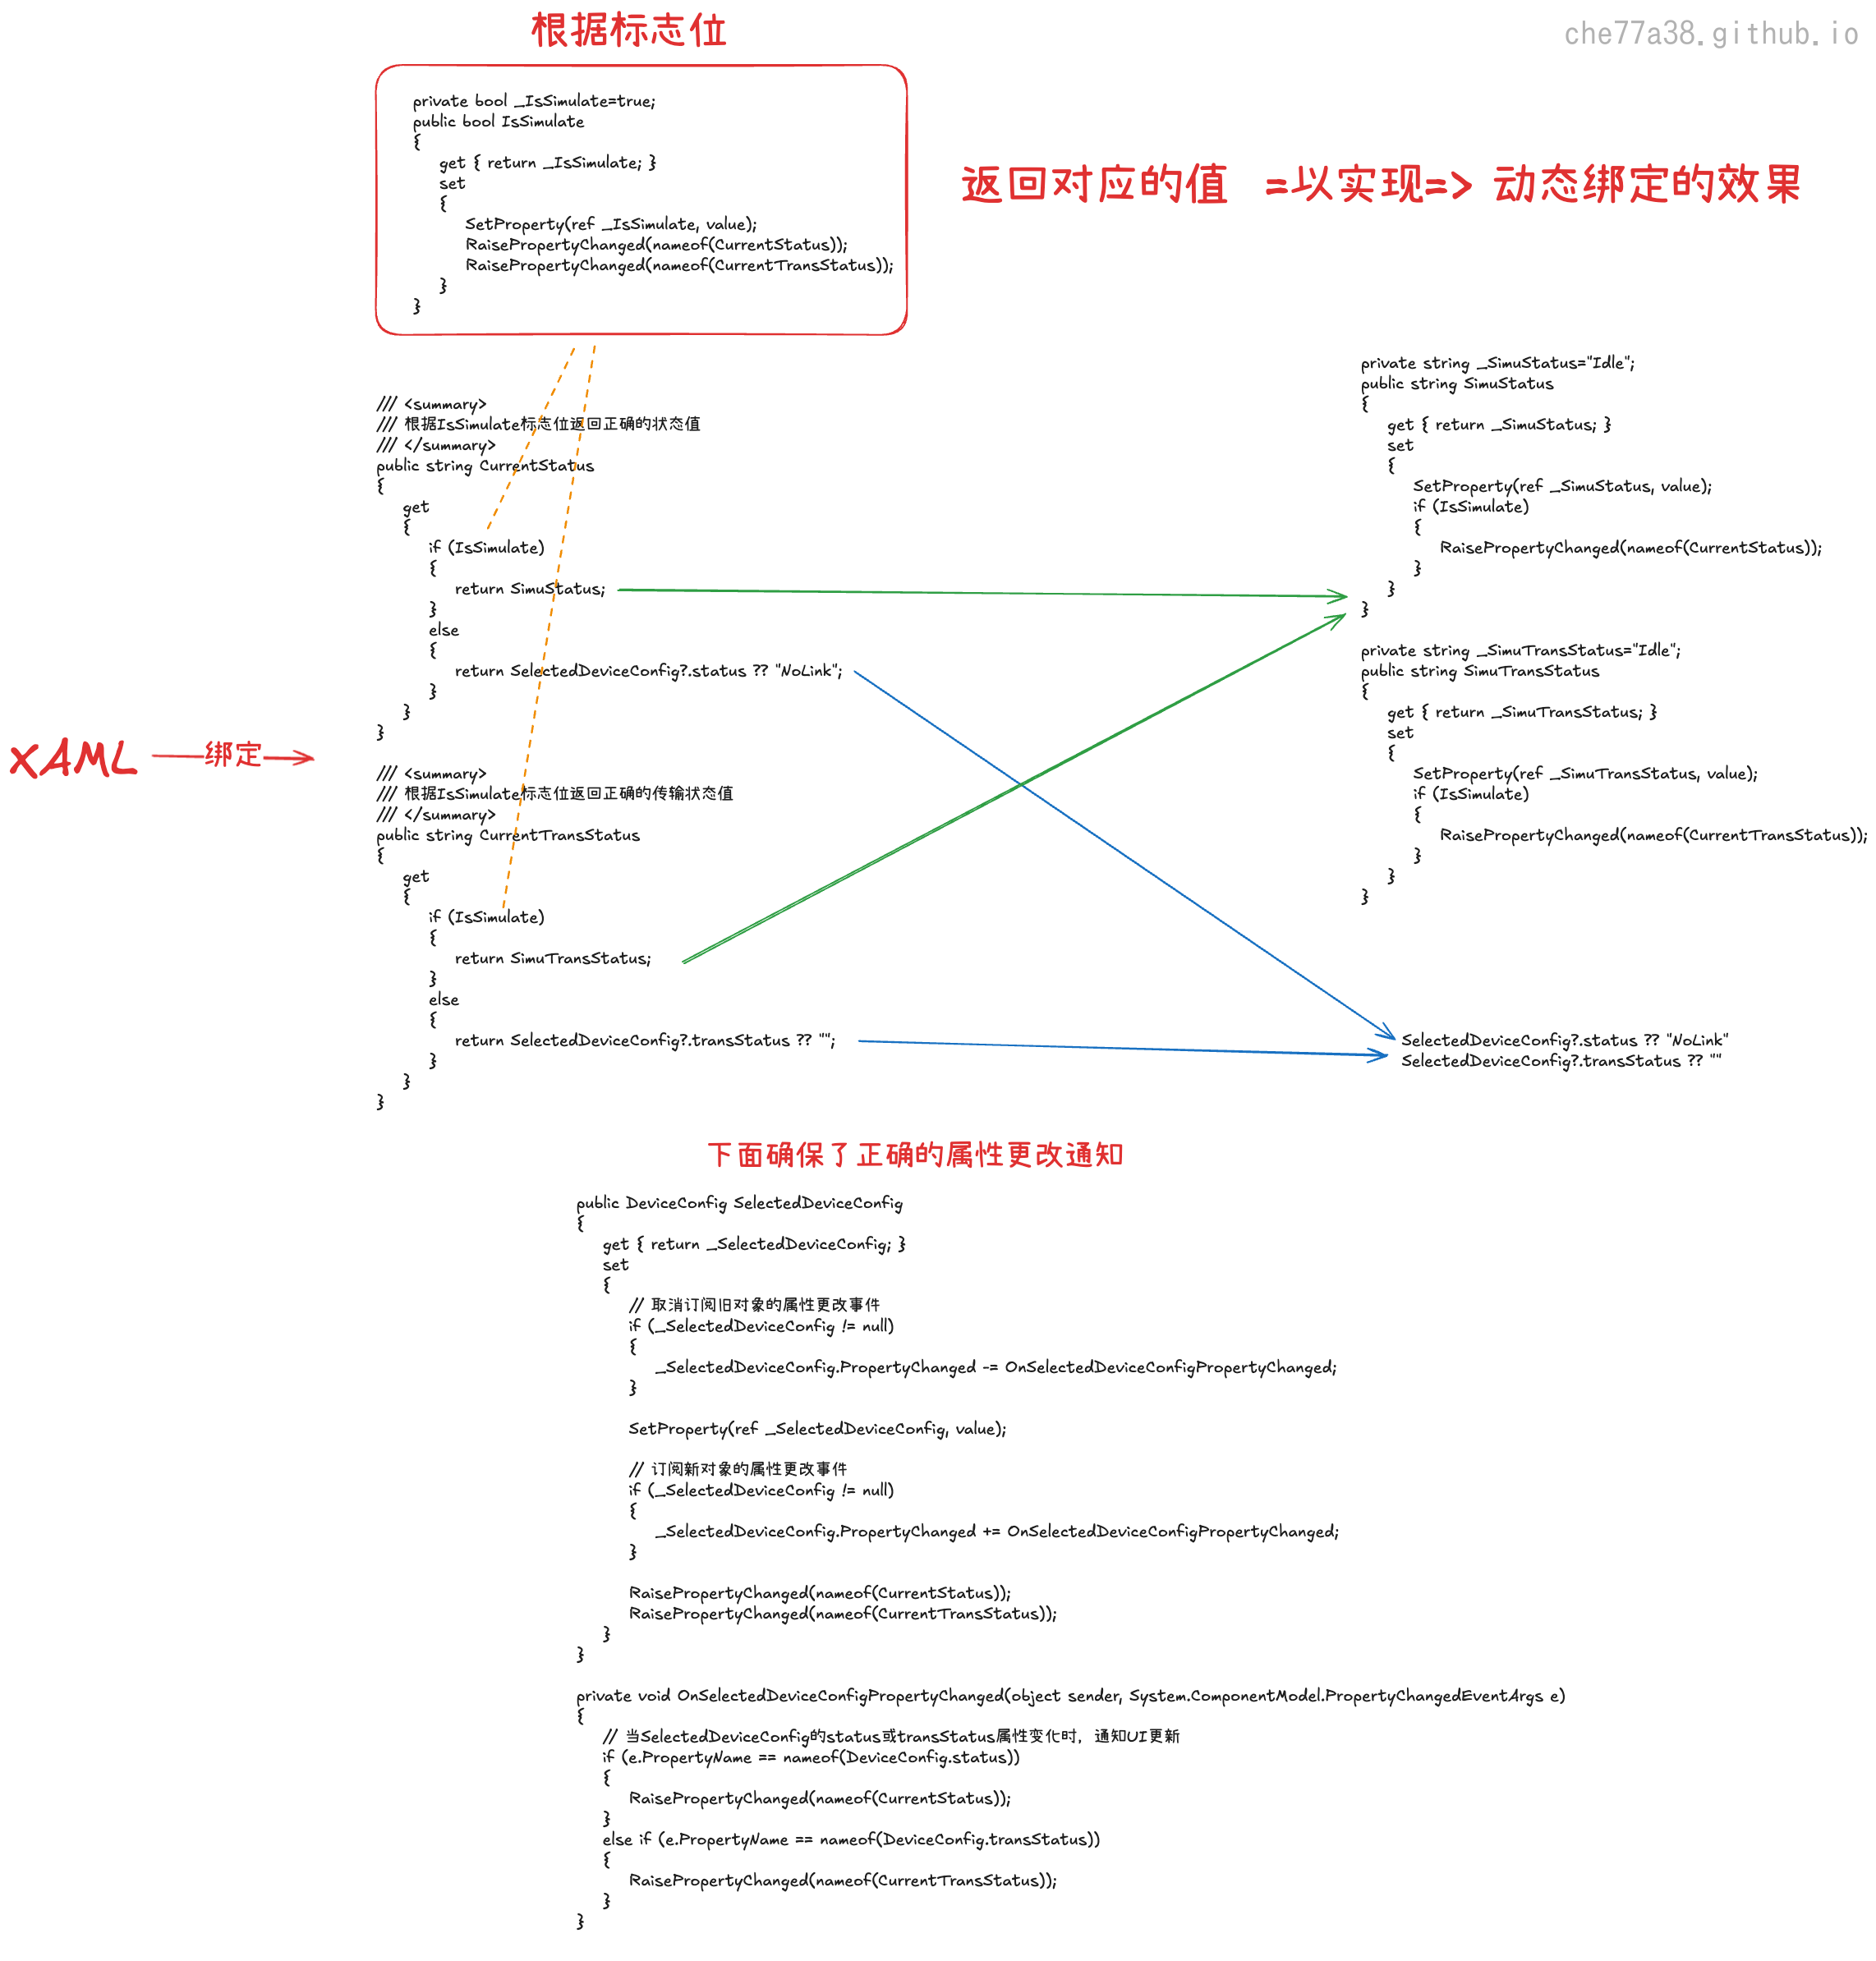 根据标志位
che77a38.github.io
private bool _IsSimulate=true;
public bool IsSimulate
{
get { return _IsSimulate; }
set
{
SetProperty(ref _IsSimulate, value);
RaisePropertyChanged(nameof(CurrentStatus));
RaisePropertyChanged(nameof(CurrentTransStatus));
}
}
返回对应的值 =以实现=> 动态绑定的效果
XAML
绑定
/// <summary>
/// 根据IsSimulate标志位返回正确的状态值
/// </summary>
public string CurrentStatus
{
get
{
if (IsSimulate)
{
return SimuStatus;
}
else
{
return SelectedDeviceConfig?.status ?? "NoLink";
}
}
}
/// <summary>
/// 根据IsSimulate标志位返回正确的传输状态值
/// </summary>
public string CurrentTransStatus
{
get
{
if (IsSimulate)
{
return SimuTransStatus;
}
else
{
return SelectedDeviceConfig?.transStatus ?? "";
}
}
}
private string _SimuStatus="Idle";
public string SimuStatus
{
get { return _SimuStatus; }
set
{
SetProperty(ref _SimuStatus, value);
if (IsSimulate)
{
RaisePropertyChanged(nameof(CurrentStatus));
}
}
}
private string _SimuTransStatus="Idle";
public string SimuTransStatus
{
get { return _SimuTransStatus; }
set
{
SetProperty(ref _SimuTransStatus, value);
if (IsSimulate)
{
RaisePropertyChanged(nameof(CurrentTransStatus));
}
}
}
SelectedDeviceConfig?.status ?? "NoLink"
SelectedDeviceConfig?.transStatus ?? ""
下面确保了正确的属性更改通知
public DeviceConfig SelectedDeviceConfig
{
get { return _SelectedDeviceConfig; }
set
{
// 取消订阅旧对象的属性更改事件
if (_SelectedDeviceConfig != null)
{
_SelectedDeviceConfig.PropertyChanged -= OnSelectedDeviceConfigPropertyChanged;
}
SetProperty(ref _SelectedDeviceConfig, value);
// 订阅新对象的属性更改事件
if (_SelectedDeviceConfig != null)
{
_SelectedDeviceConfig.PropertyChanged += OnSelectedDeviceConfigPropertyChanged;
}
RaisePropertyChanged(nameof(CurrentStatus));
RaisePropertyChanged(nameof(CurrentTransStatus));
}
}
private void OnSelectedDeviceConfigPropertyChanged(object sender, System.ComponentModel.PropertyChangedEventArgs e)
{
// 当SelectedDeviceConfig的status或transStatus属性变化时，通知UI更新
if (e.PropertyName == nameof(DeviceConfig.status))
{
RaisePropertyChanged(nameof(CurrentStatus));
}
else if (e.PropertyName == nameof(DeviceConfig.transStatus))
{
RaisePropertyChanged(nameof(CurrentTransStatus));
}
}